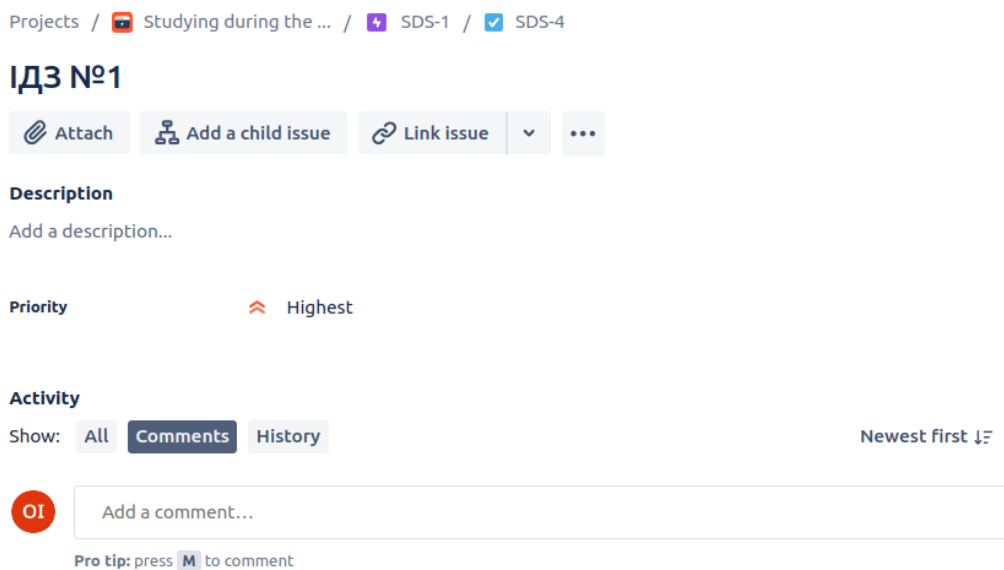 Projects / Studying during the ... / SDS-1 / SDS-4
ІДЗ №1
Attach Add a child issue Link issue
Description
Add a description...
Priority Highest
Activity
Show: All Comments History Newest first
OI Add a comment…
Pro tip: press M to comment